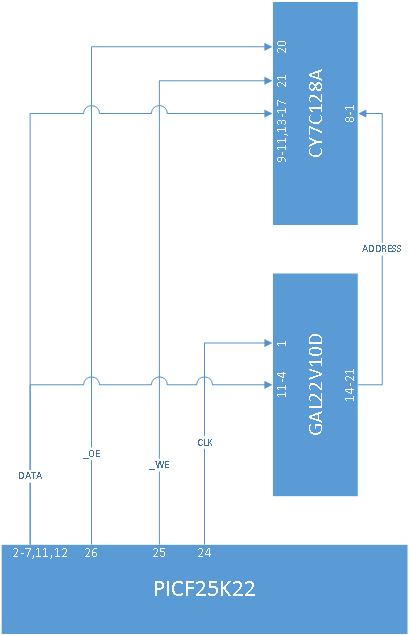 20
21
9-11,13-17
CY7C128A
8-1
ADDRESS
1
11-4
GAL22V10D
14-21
CLK
_OE
_WE
DATA
2-7,11,12
26
25
24
PICF25K22